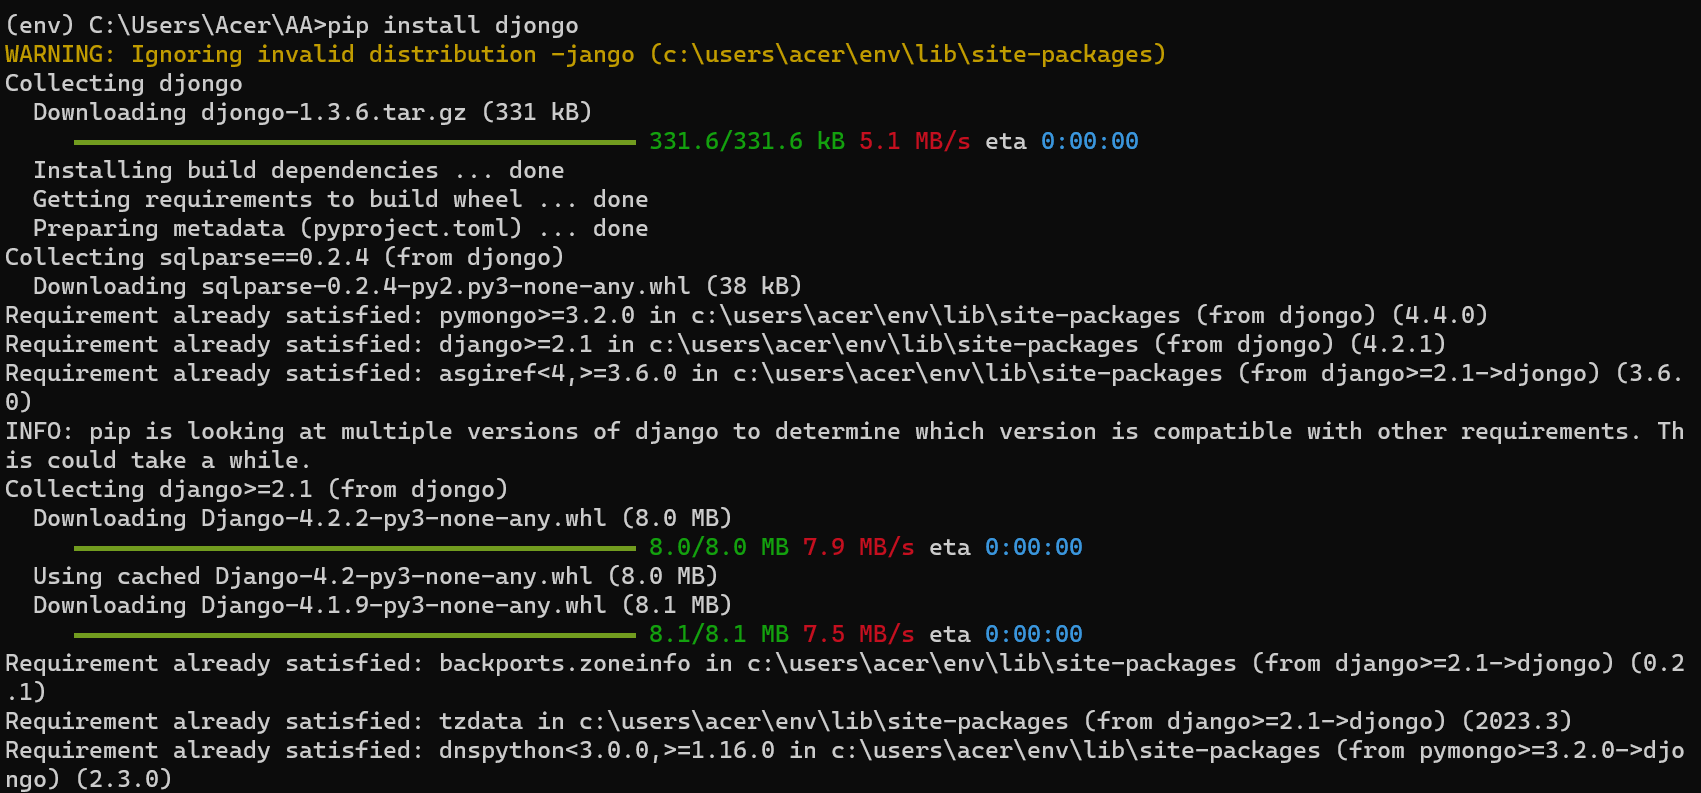 (env) C:\Users\Acer\AA>pip install djongo
WARNING: Ignoring invalid distribution -jango (c:\users\acer\env\lib\site-packages)
Collecting djongo
  Downloading djongo-1.3.6.tar.gz (331 kB)
     331.6/331.6 kB 5.1 MB/s eta 0:00:00
  Installing build dependencies ... done
  Getting requirements to build wheel ... done
  Preparing metadata (pyproject.toml) ... done
Collecting sqlparse==0.2.4 (from djongo)
  Downloading sqlparse-0.2.4-py2.py3-none-any.whl (38 kB)
Requirement already satisfied: pymongo>=3.2.0 in c:\users\acer\env\lib\site-packages (from djongo) (4.4.0)
Requirement already satisfied: django>=2.1 in c:\users\acer\env\lib\site-packages (from djongo) (4.2.1)
Requirement already satisfied: asgiref<4,>=3.6.0 in c:\users\acer\env\lib\site-packages (from django>=2.1->djongo) (3.6.
0)
INFO: pip is looking at multiple versions of django to determine which version is compatible with other requirements. Th
is could take a while.
Collecting django>=2.1 (from djongo)
  Downloading Django-4.2.2-py3-none-any.whl (8.0 MB)
     8.0/8.0 MB 7.9 MB/s eta 0:00:00
  Using cached Django-4.2-py3-none-any.whl (8.0 MB)
  Downloading Django-4.1.9-py3-none-any.whl (8.1 MB)
     8.1/8.1 MB 7.5 MB/s eta 0:00:00
Requirement already satisfied: backports.zoneinfo in c:\users\acer\env\lib\site-packages (from django>=2.1->djongo) (0.2
.1)
Requirement already satisfied: tzdata in c:\users\acer\env\lib\site-packages (from django>=2.1->djongo) (2023.3)
Requirement already satisfied: dnspython<3.0.0,>=1.16.0 in c:\users\acer\env\lib\site-packages (from pymongo>=3.2.0->djo
ngo) (2.3.0)